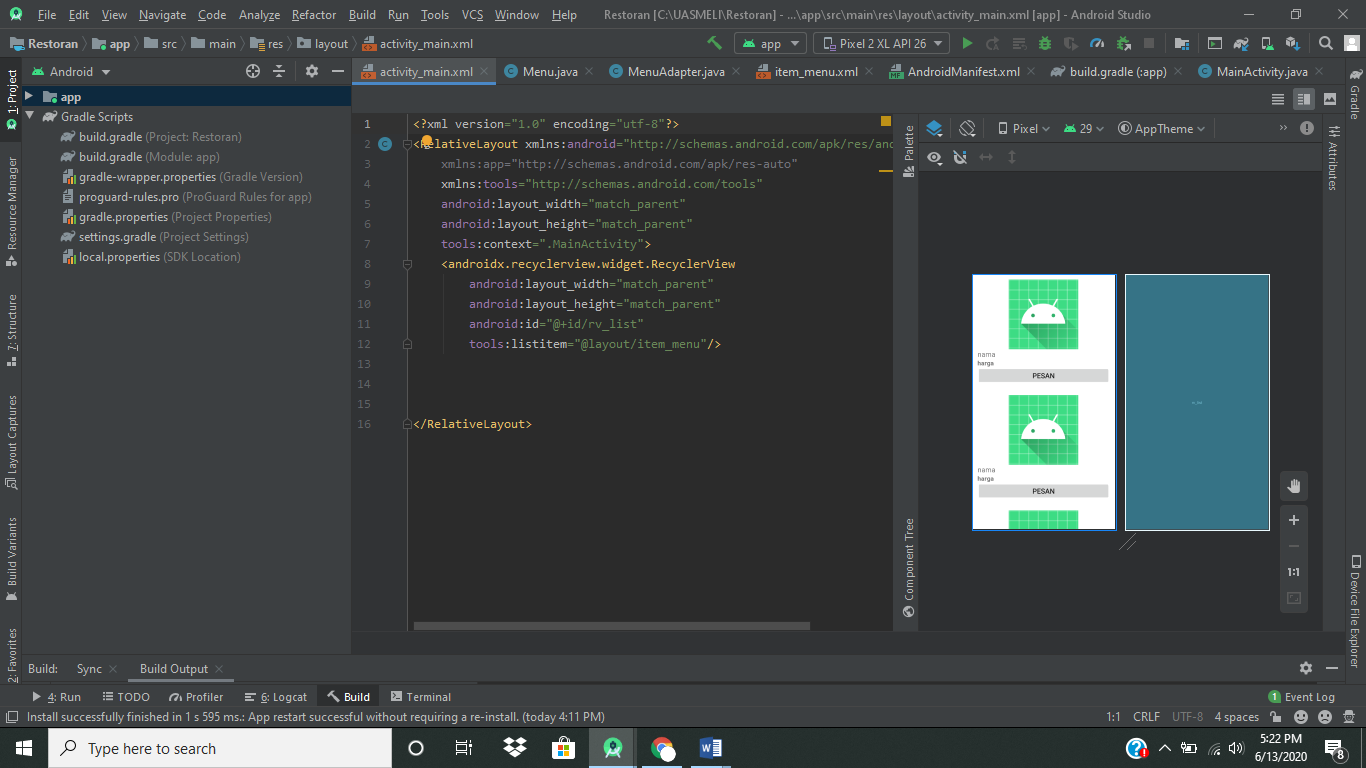 File Edit View Navigate Code Analyze Refactor Build Run Tools VCS Window Help Restoran [C:\UASMELI\Restoran] - ...\app\src\main\res\layout\activity_main.xml [app] - Android Studio
Restoran app src main res layout activity_main.xml app Pixel 2 XL API 26
Android activity_main.xml Menu.java MenuAdapter.java item_menu.xml AndroidManifest.xml build.gradle (:app) MainActivity.java
1: Project
Resource Manager
Z: Structure
Layout Captures
Build Variants
2: Favorites
app
Gradle Scripts
build.gradle (Project: Restoran)
build.gradle (Module: app)
gradle-wrapper.properties (Gradle Version)
proguard-rules.pro (ProGuard Rules for app)
gradle.properties (Project Properties)
settings.gradle (Project Settings)
local.properties (SDK Location)
1 <?xml version="1.0" encoding="utf-8"?>
2 <RelativeLayout xmlns:android="http://schemas.android.com/apk/res/and
3 xmlns:app="http://schemas.android.com/apk/res-auto"
4 xmlns:tools="http://schemas.android.com/tools"
5 android:layout_width="match_parent"
6 android:layout_height="match_parent"
7 tools:context=".MainActivity">
8 <androidx.recyclerview.widget.RecyclerView
9 android:layout_width="match_parent"
10 android:layout_height="match_parent"
11 android:id="@+id/rv_list"
12 tools:listitem="@layout/item_menu"/>
13
14
15
16 </RelativeLayout>
Palette
Component Tree
Pixel 29 AppTheme
nama
harga
PESAN
nama
harga
PESAN
1:1
Gradle
Attributes
Device File Explorer
Build: Sync Build Output
4: Run TODO Profiler 6: Logcat Build Terminal 1 Event Log
Install successfully finished in 1 s 595 ms.: App restart successful without requiring a re-install. (today 4:11 PM) 1:1 CRLF UTF-8 4 spaces
Type here to search
5:22 PM
6/13/2020
8